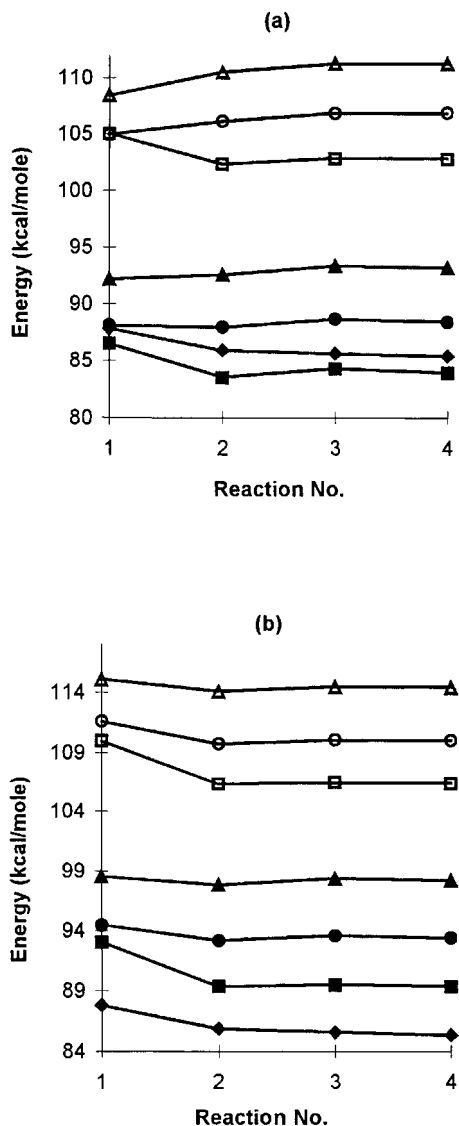 (a)
110
105
100
95
90
85
80
Energy (kcal/mole)
1 2 3 4
Reaction No.
(b)
114
109
104
99
94
89
84
Energy (kcal/mole)
1 2 3 4
Reaction No.